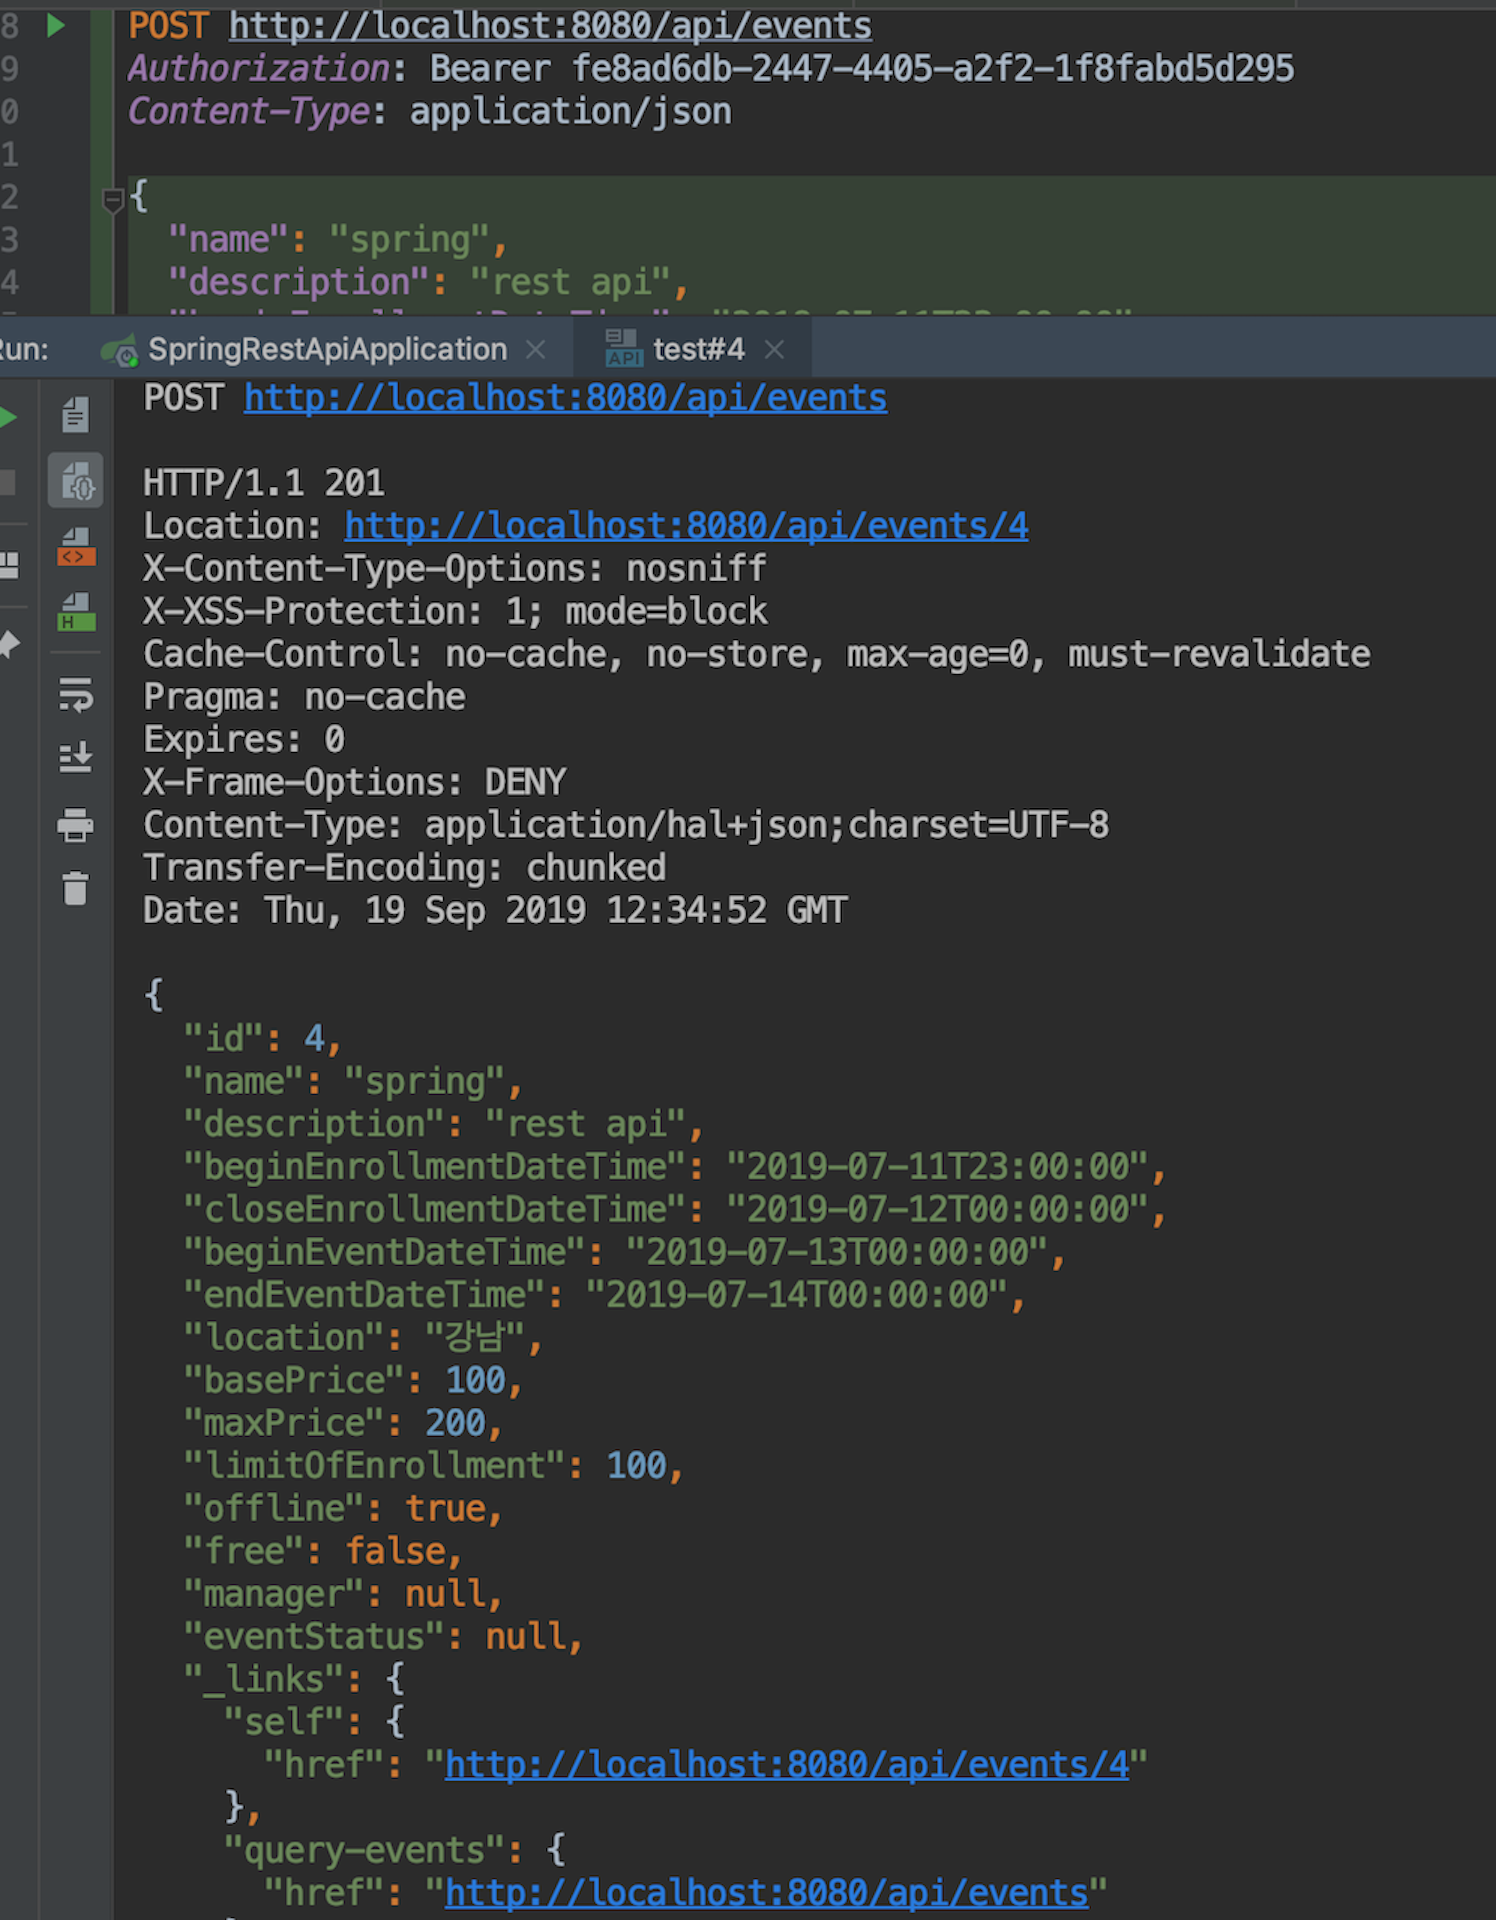 8 POST http://localhost:8080/api/events
9 Authorization: Bearer fe8ad6db-2447-4405-a2f2-1f8fabd5d295
0 Content-Type: application/json
1
2 {
3 "name": "spring",
4 "description": "rest api",
Run: SpringRestApiApplication × test#4 ×
POST http://localhost:8080/api/events
HTTP/1.1 201
Location: http://localhost:8080/api/events/4
X-Content-Type-Options: nosniff
X-XSS-Protection: 1; mode=block
Cache-Control: no-cache, no-store, max-age=0, must-revalidate
Pragma: no-cache
Expires: 0
X-Frame-Options: DENY
Content-Type: application/hal+json;charset=UTF-8
Transfer-Encoding: chunked
Date: Thu, 19 Sep 2019 12:34:52 GMT
{
"id": 4,
"name": "spring",
"description": "rest api",
"beginEnrollmentDateTime": "2019-07-11T23:00:00",
"closeEnrollmentDateTime": "2019-07-12T00:00:00",
"beginEventDateTime": "2019-07-13T00:00:00",
"endEventDateTime": "2019-07-14T00:00:00",
"location": "강남",
"basePrice": 100,
"maxPrice": 200,
"limitOfEnrollment": 100,
"offline": true,
"free": false,
"manager": null,
"eventStatus": null,
"_links": {
"self": {
"href": "http://localhost:8080/api/events/4"
},
"query-events": {
"href": "http://localhost:8080/api/events"